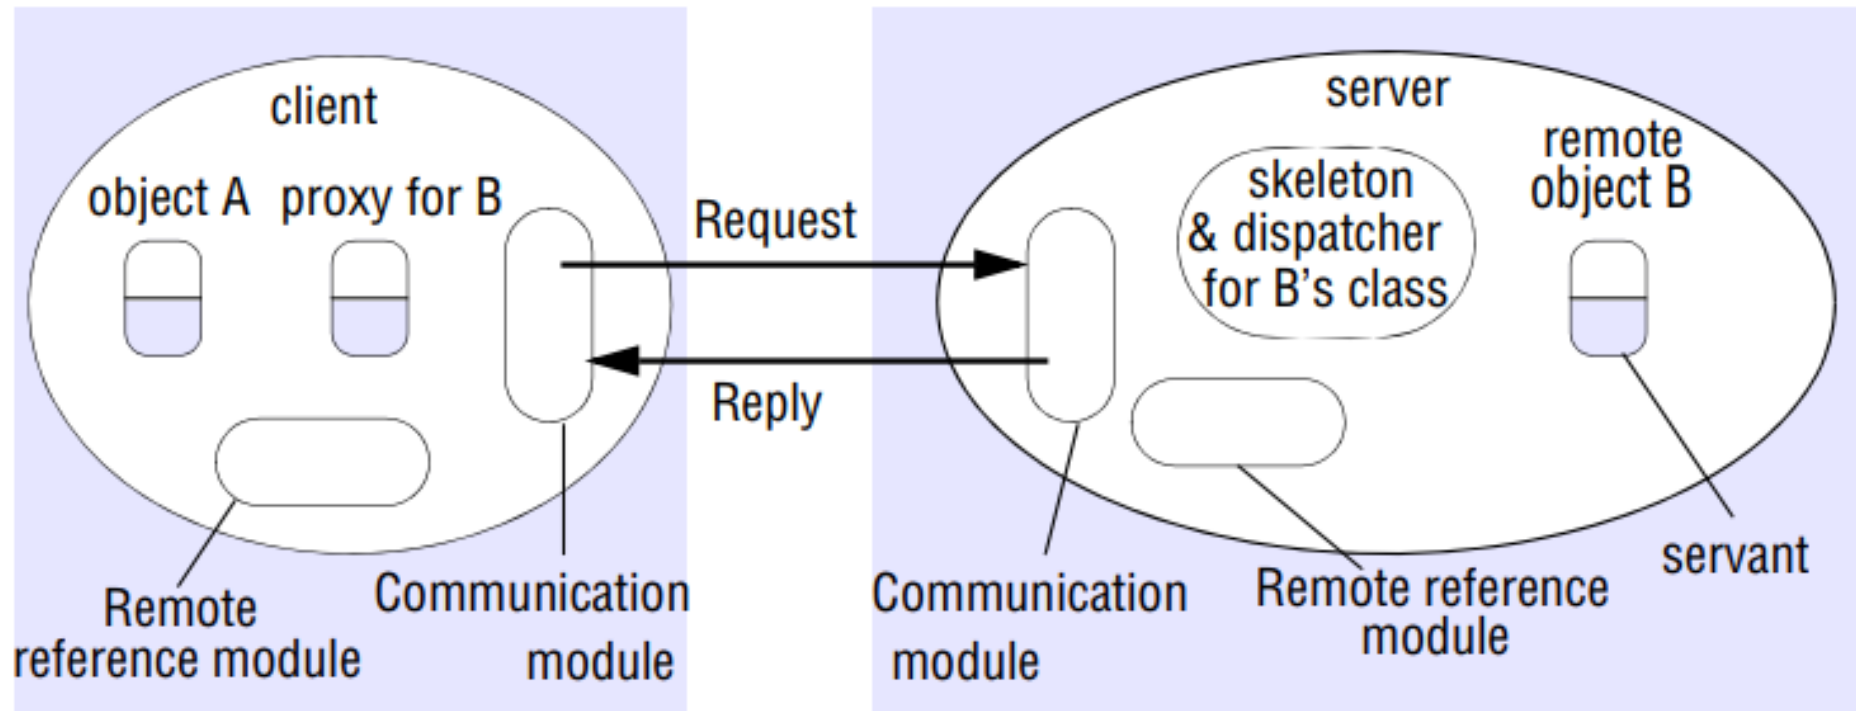 client
object A
proxy for B
Remote
reference module
Communication
module
Request
Reply
server
skeleton
& dispatcher
for B's class
remote
object B
servant
Communication
module
Remote reference
module